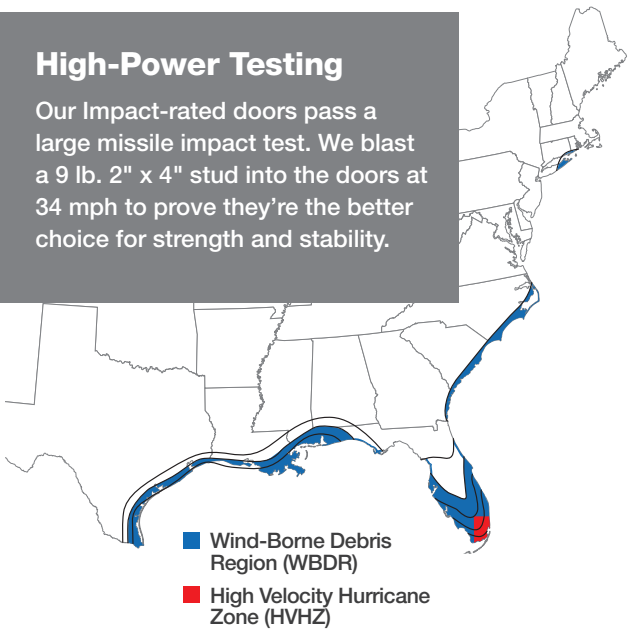 High-Power Testing
Our Impact-rated doors pass a
large missile impact test. We blast
a 9 lb. 2" x 4" stud into the doors at
34 mph to prove they’re the better
choice for strength and stability.
Wind-Borne Debris
Region (WBDR)
High Velocity Hurricane
Zone (HVHZ)